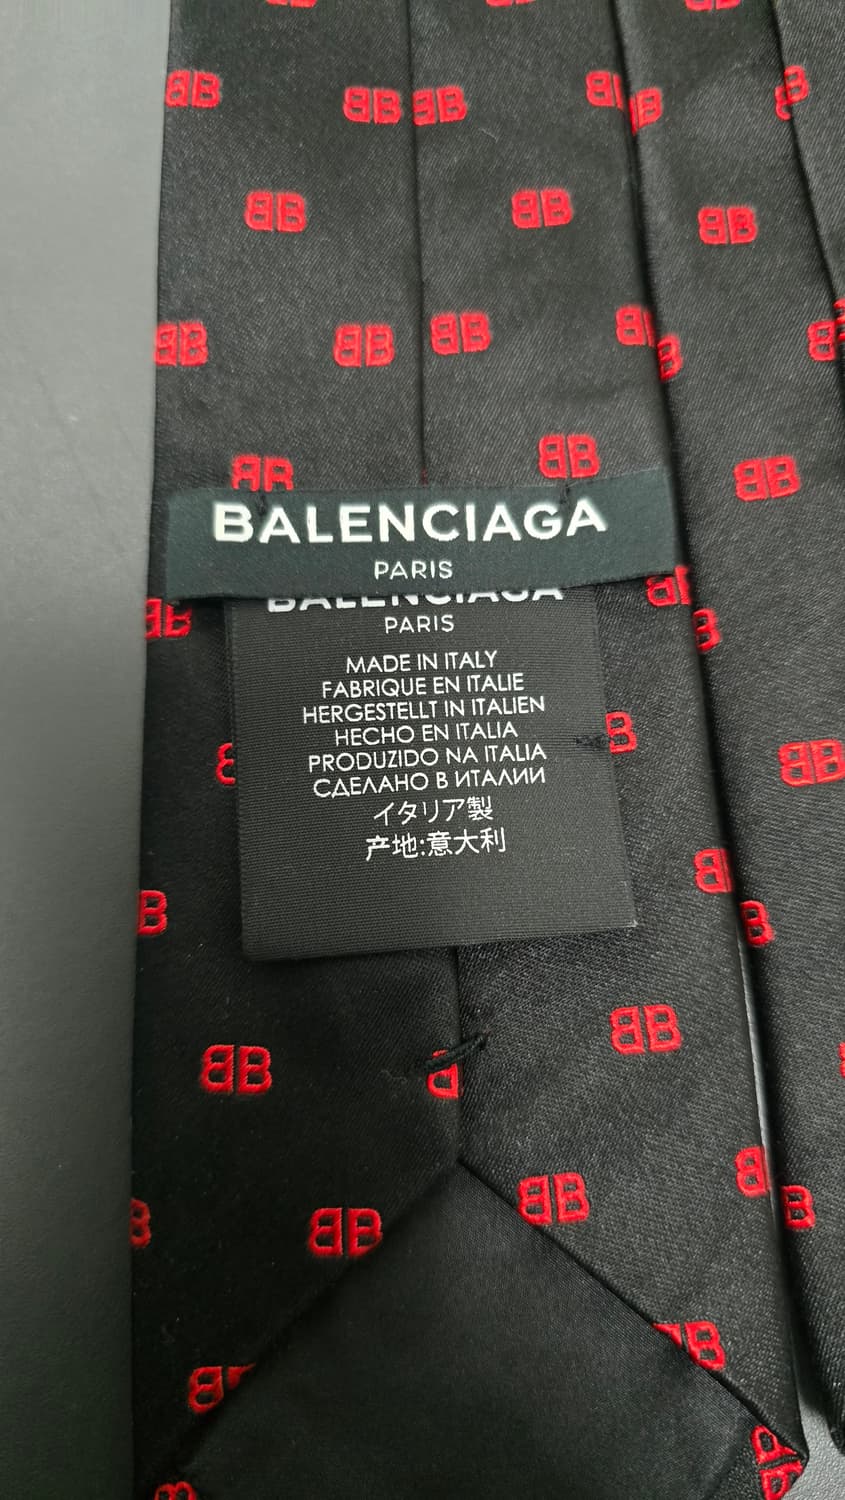 BALENCIAGA
PARIS
BALENCIAGA
PARIS
MADE IN ITALY
FABRIQUE EN ITALIE
HERGESTELLT IN ITALIEN
HECHO EN ITALIA
PRODUZIDO NA ITALIA
СДЕЛАНО В ИТАЛИИ
イタリア製
产地:意大利